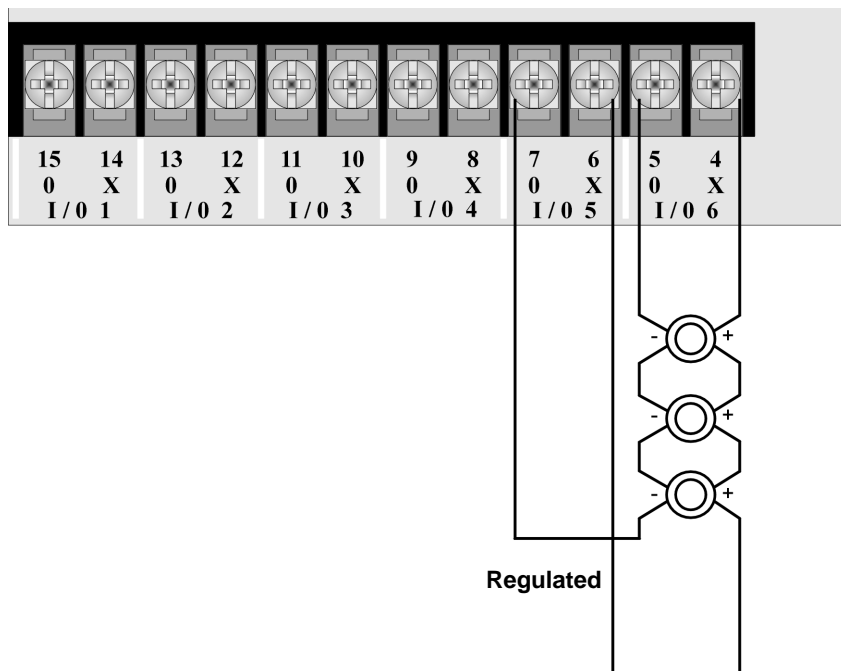 15 14 13 12 11 10 9 8 7 6 5 4
0 X 0 X 0 X 0 X 0 X 0 X
I/0 1 I/0 2 I/0 3 I/0 4 I/0 5 I/0 6
- +
- +
- +
Regulated